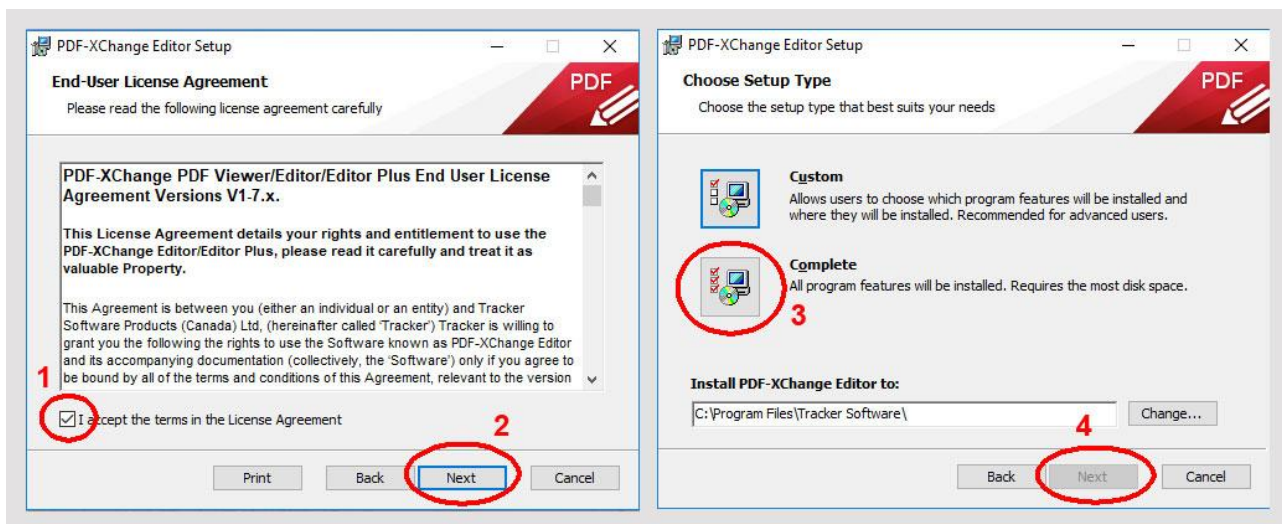 PDF-XChange Editor Setup
End-User License Agreement
Please read the following license agreement carefully
PDF
PDF-XChange PDF Viewer/Editor/Editor Plus End User License
Agreement Versions V1-7.x.
This License Agreement details your rights and entitlement to use the
PDF-XChange Editor/Editor Plus, please read it carefully and treat it as
valuable Property.
This Agreement is between you (either an individual or an entity) and Tracker
Software Products (Canada) Ltd, (hereinafter called 'Tracker') Tracker is willing to
grant you the following the rights to use the Software known as PDF-XChange Editor
and its accompanying documentation (collectively, the 'Software') only if you agree to
be bound by all of the terms and conditions of this Agreement, relevant to the version
1
I accept the terms in the License Agreement
2
Print Back Next Cancel
PDF-XChange Editor Setup
Choose Setup Type
Choose the setup type that best suits your needs
PDF
Custom
Allows users to choose which program features will be installed and
where they will be installed. Recommended for advanced users.
Complete
All program features will be installed. Requires the most disk space.
3
Install PDF-XChange Editor to:
C:\Program Files\Tracker Software\ Change...
4
Back Next Cancel